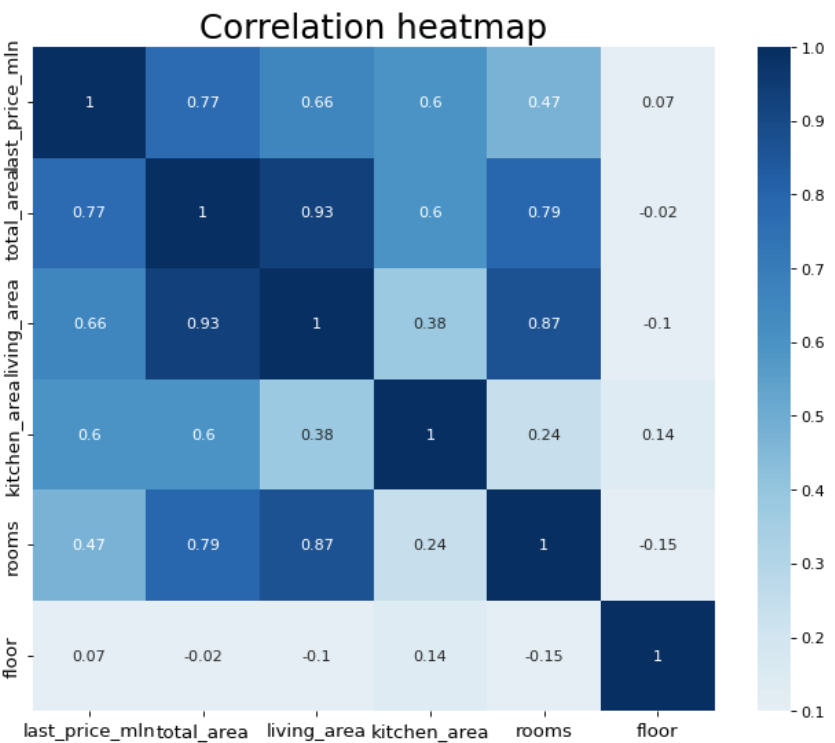 Correlation heatmap
last_price_mln 1 0.77 0.66 0.6 0.47 0.07
total_area 0.77 1 0.93 0.6 0.79 -0.02
living_area 0.66 0.93 1 0.38 0.87 -0.1
kitchen_area 0.6 0.6 0.38 1 0.24 0.14
rooms 0.47 0.79 0.87 0.24 1 -0.15
floor 0.07 -0.02 -0.1 0.14 -0.15 1
last_price_mln total_area living_area kitchen_area rooms floor
1.0
0.9
0.8
0.7
0.6
0.5
0.4
0.3
0.2
0.1